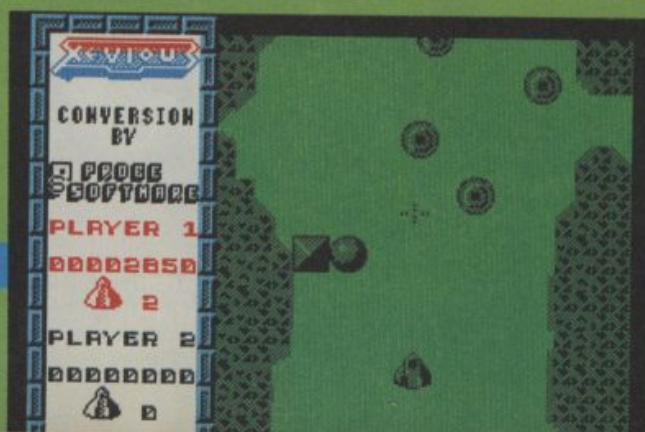 XEVIOUS
CONVERSION
BY
PROBE
SOFTWARE
PLAYER 1
00002850
2
PLAYER 2
00000000
0